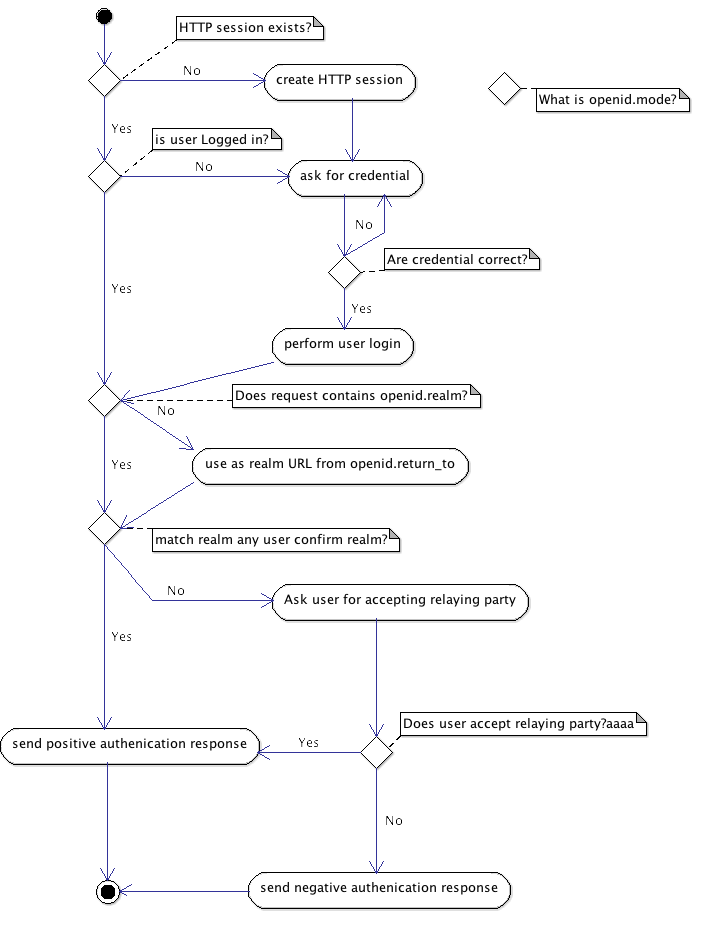 HTTP session exists?
No
create HTTP session
What is openid.mode?
Yes
is user Logged in?
No
ask for credential
No
Are credential correct?
Yes
Yes
perform user login
Does request contains openid.realm?
No
Yes
use as realm URL from openid.return_to
match realm any user confirm realm?
No
Ask user for accepting relaying party
Yes
Does user accept relaying party?aaaa
send positive authenication response
Yes
No
send negative authenication response